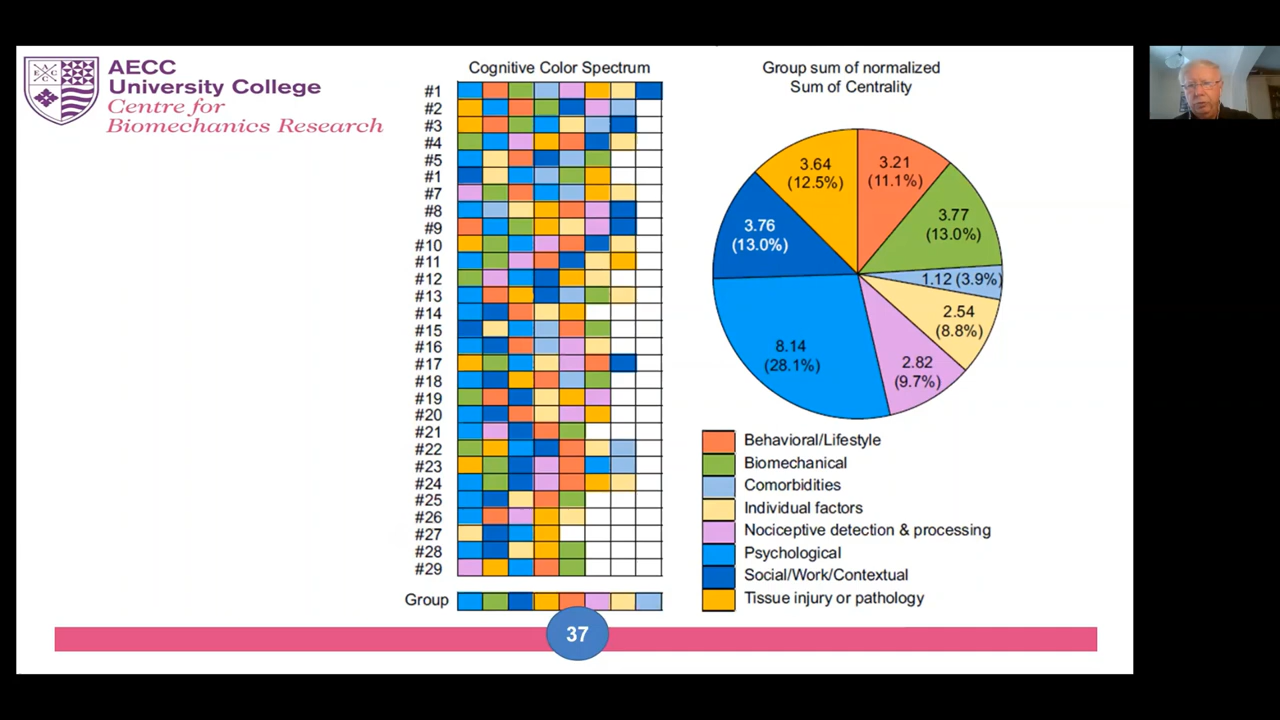 AECC
University College
Centre for
Biomechanics Research
Cognitive Color Spectrum
#1
#2
#3
#4
#5
#1
#7
#8
#9
#10
#11
#12
#13
#14
#15
#16
#17
#18
#19
#20
#21
#22
#23
#24
#25
#26
#27
#28
#29
Group
Group sum of normalized
Sum of Centrality
3.64
(12.5%)
3.21
(11.1%)
3.77
(13.0%)
3.76
(13.0%)
1.12 (3.9%)
2.54
(8.8%)
8.14
(28.1%)
2.82
(9.7%)
Behavioral/Lifestyle
Biomechanical
Comorbidities
Individual factors
Nociceptive detection & processing
Psychological
Social/Work/Contextual
Tissue injury or pathology
37